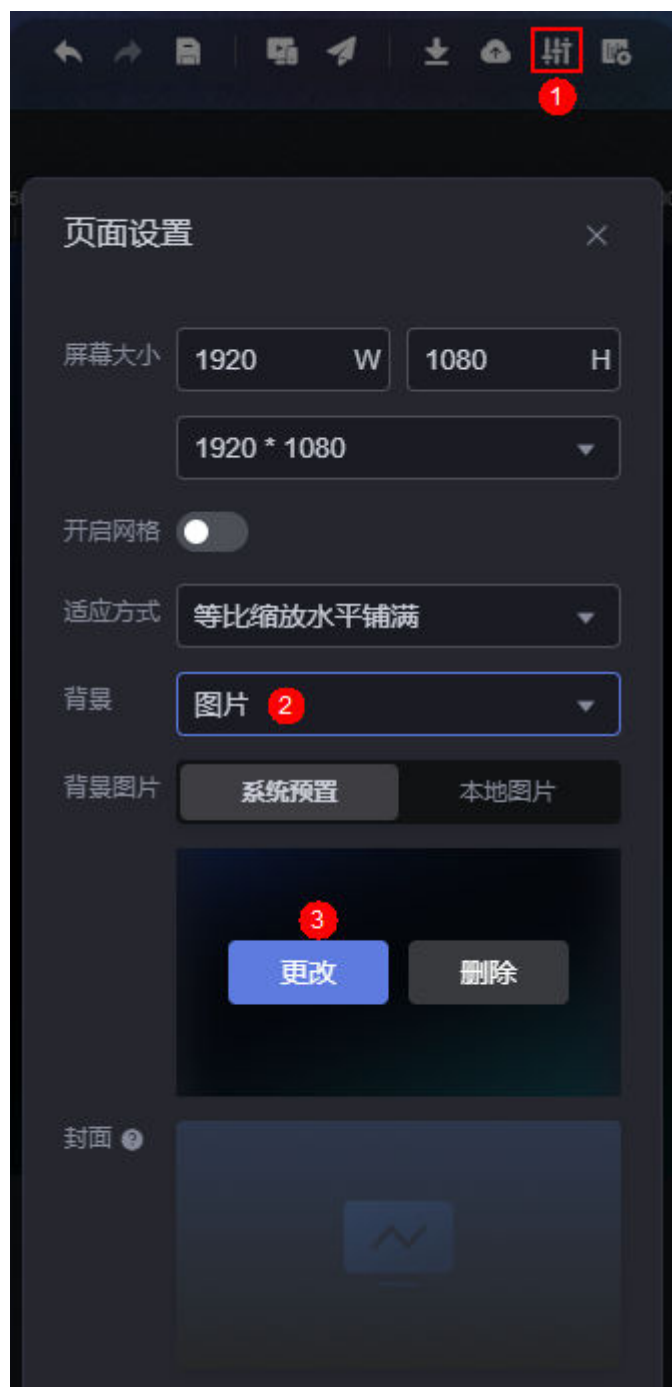 1
页面设置
屏幕大小 1920 W 1080 H
1920 * 1080
开启网格
适应方式 等比缩放水平铺满
背景 图片 2
背景图片 系统预置 本地图片
3
更改 删除
封面 ?